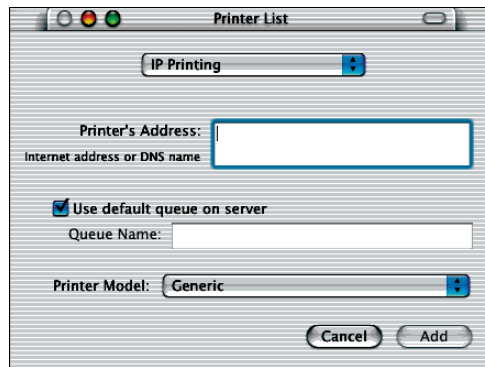 Printer List
IP Printing
Printer's Address:
Internet address or DNS name
Use default queue on server
Queue Name:
Printer Model: Generic
Cancel Add